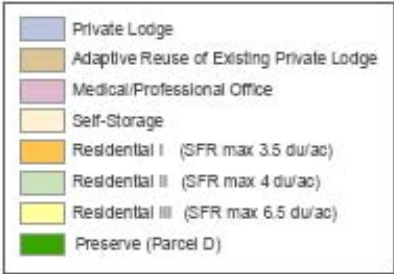 Private Lodge
Adaptive Reuse of Existing Private Lodge
Medical/Professional Office
Self-Storage
Residential I (SFR max 3.5 du/ac)
Residential II (SFR max 4 du/ac)
Residential III (SFR max 6.5 du/ac)
Preserve (Parcel D)